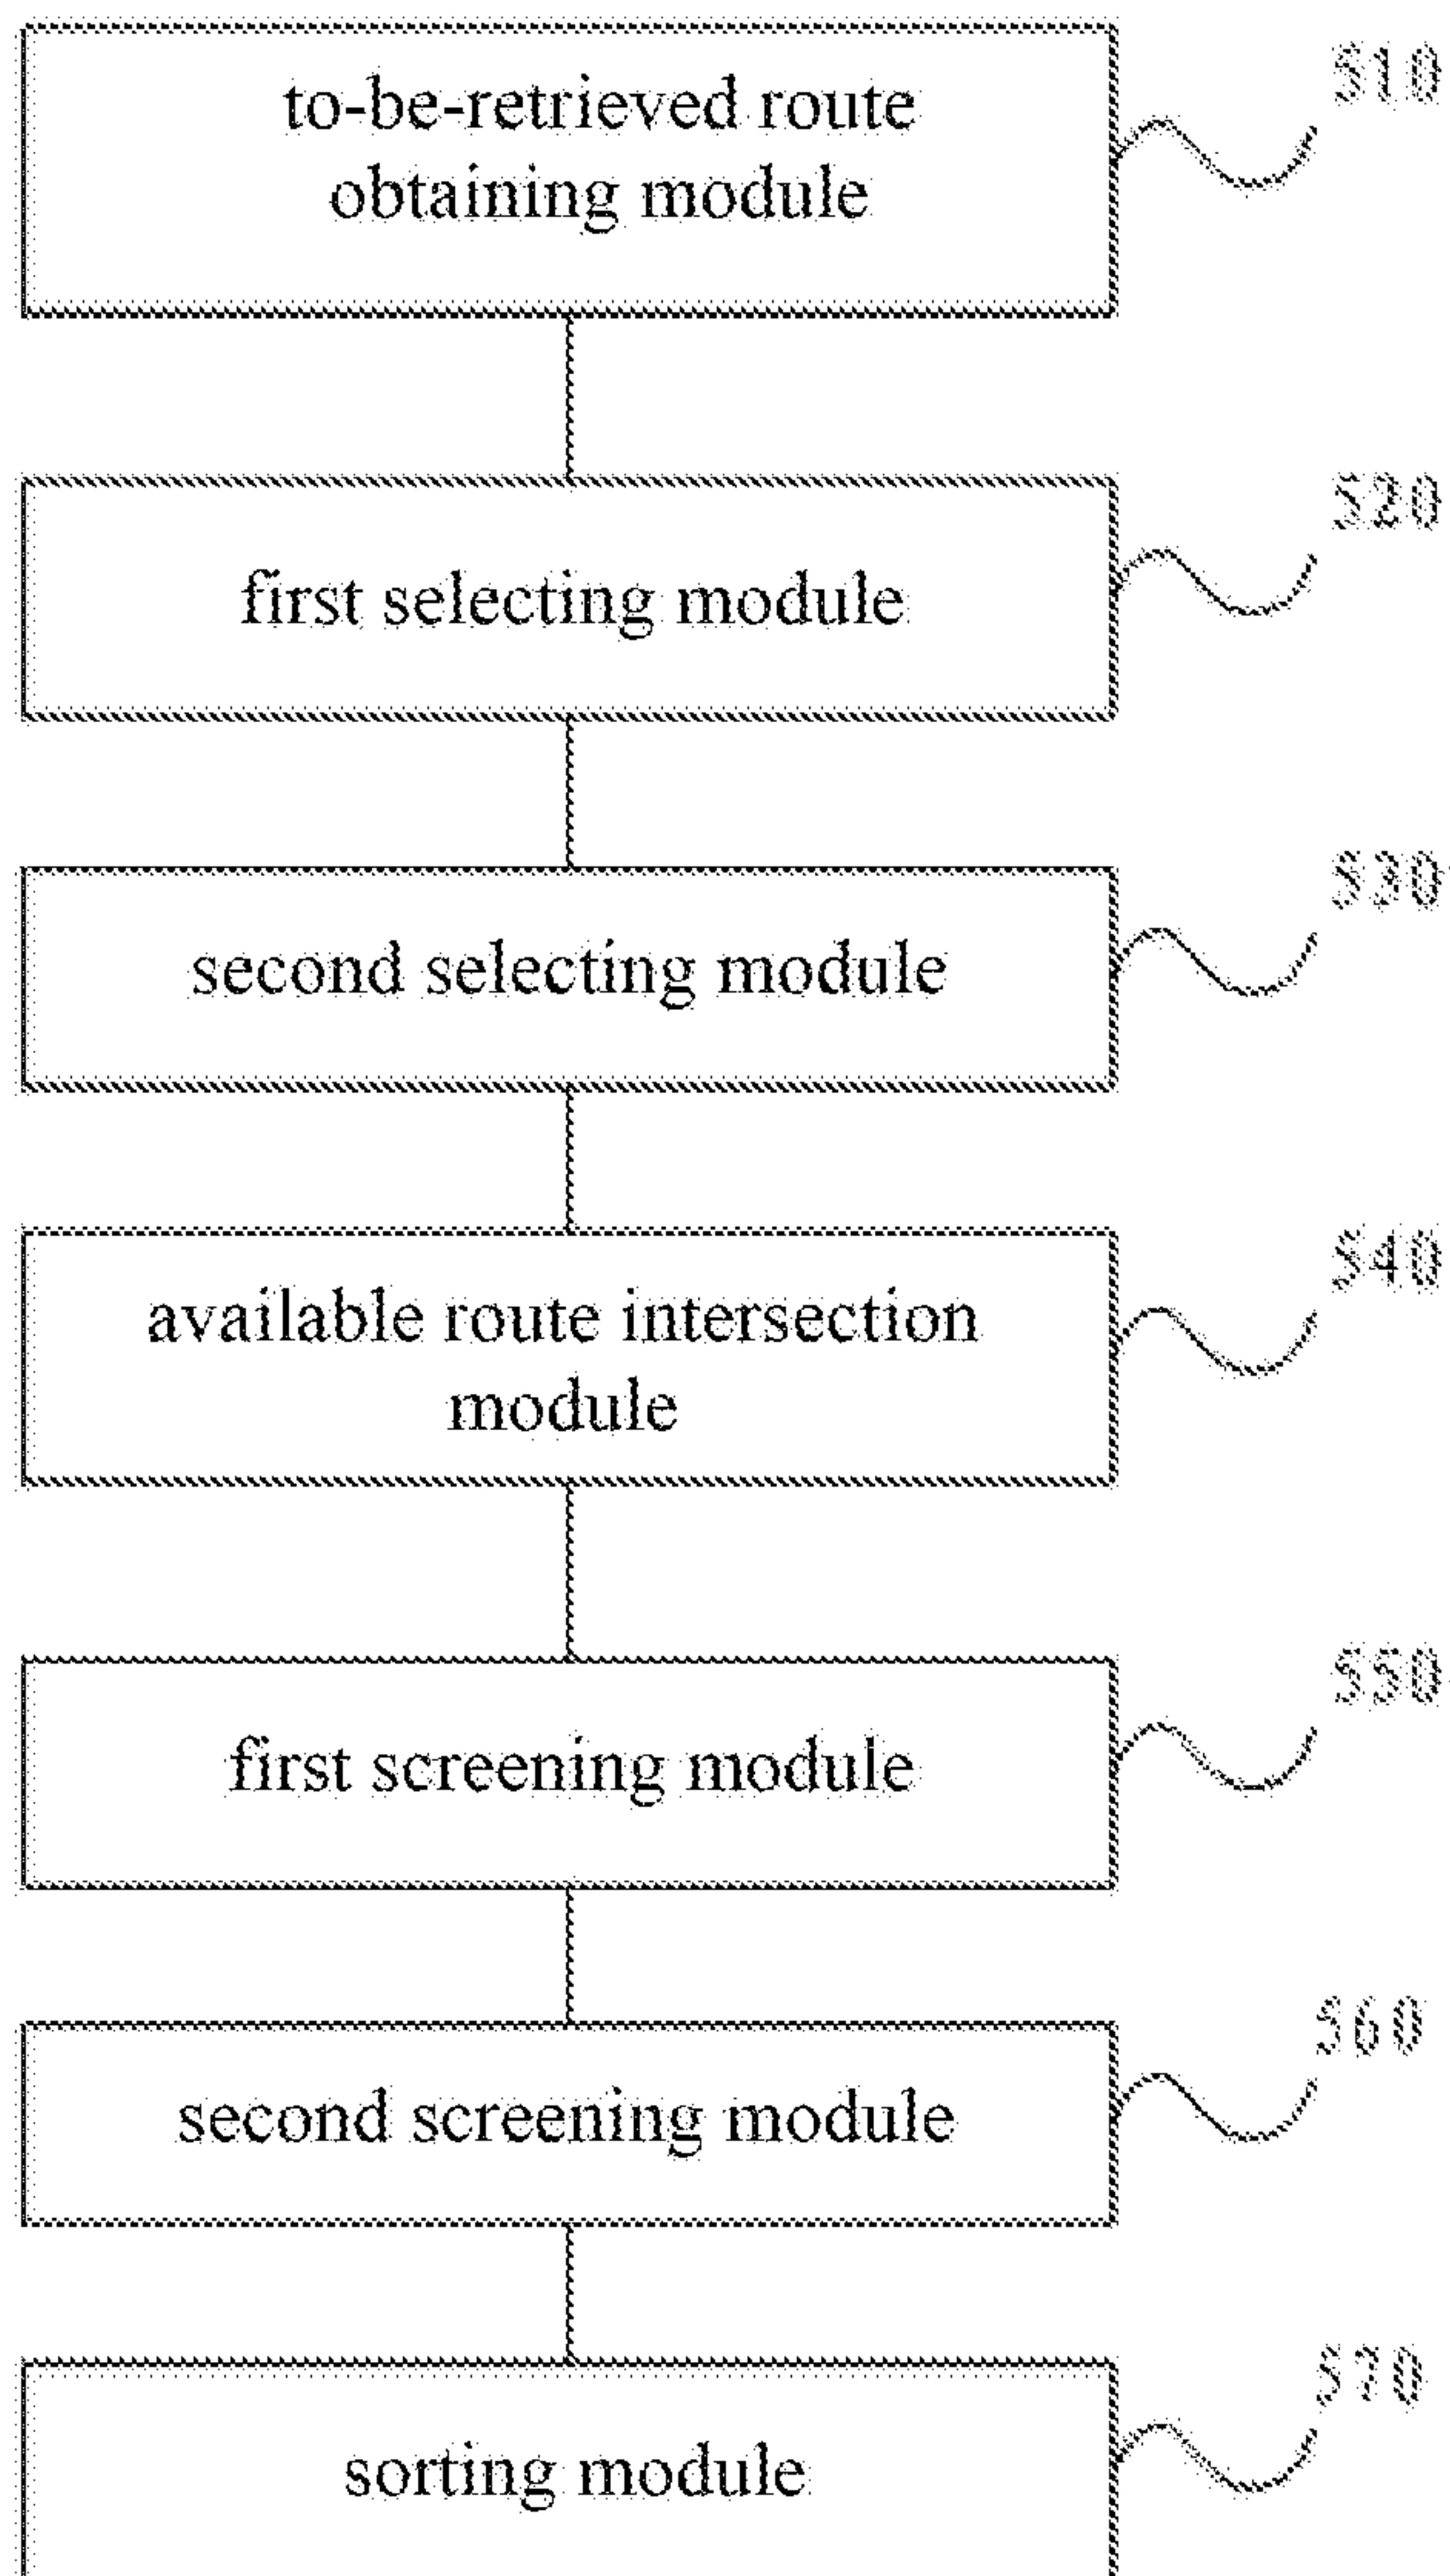 to-be-retrieved route
obtaining module
510
first selecting module
520
second selecting module
530
available route intersection
module
540
first screening module
550
second screening module
560
sorting module
570